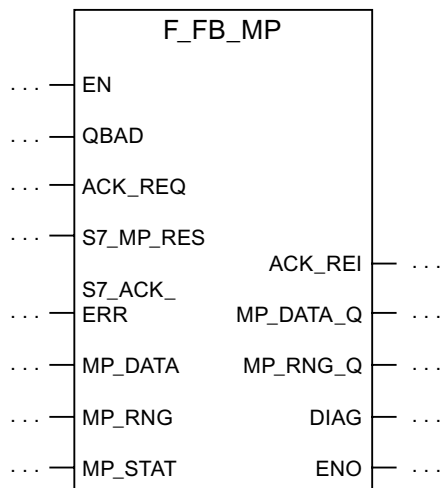 F_FB_MP
... EN
... QBAD
... ACK_REQ
... S7_MP_RES
ACK_REI ...
S7_ACK_
... ERR MP_DATA_Q ...
... MP_DATA MP_RNG_Q ...
... MP_RNG DIAG ...
... MP_STAT ENO ...